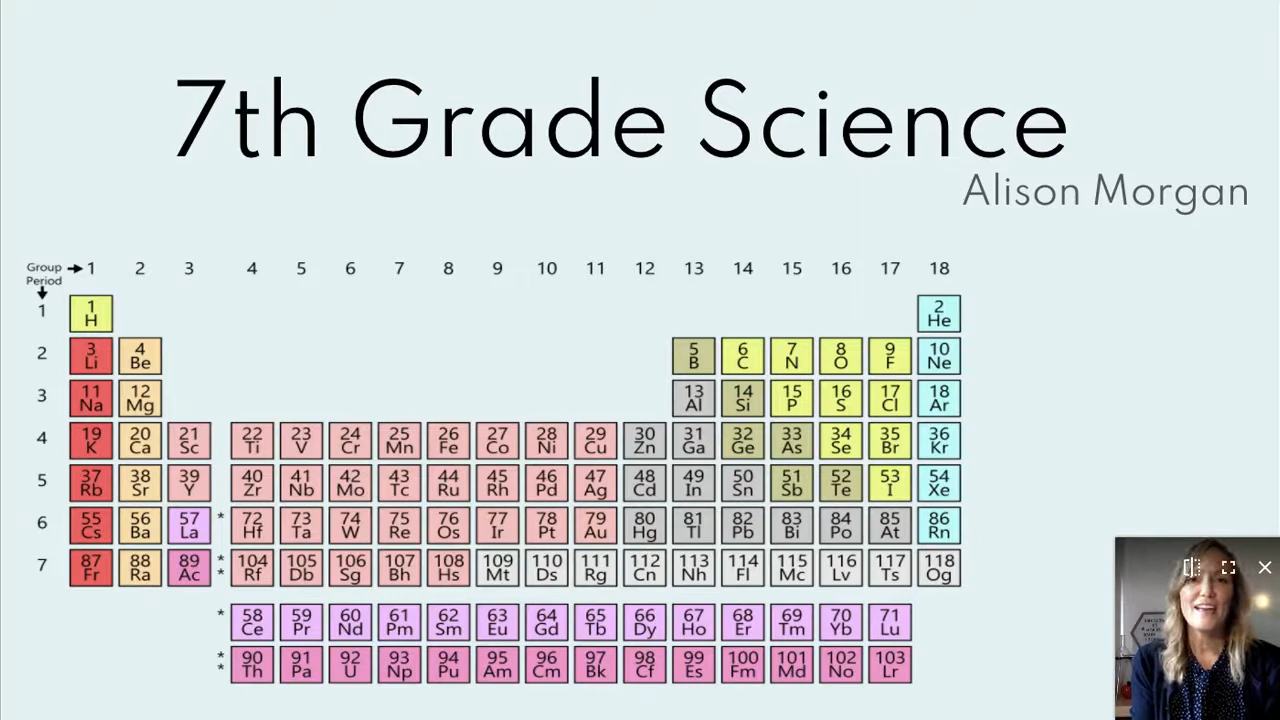 7th Grade Science
Alison Morgan
Group → 1 2 3 4 5 6 7 8 9 10 11 12 13 14 15 16 17 18
Period
↓
1 1 2
H He
2 3 4 5 6 7 8 9 10
Li Be B C N O F Ne
3 11 12 13 14 15 16 17 18
Na Mg Al Si P S Cl Ar
4 19 20 21 22 23 24 25 26 27 28 29 30 31 32 33 34 35 36
K Ca Sc Ti V Cr Mn Fe Co Ni Cu Zn Ga Ge As Se Br Kr
5 37 38 39 40 41 42 43 44 45 46 47 48 49 50 51 52 53 54
Rb Sr Y Zr Nb Mo Tc Ru Rh Pd Ag Cd In Sn Sb Te I Xe
6 55 56 57 * 72 73 74 75 76 77 78 79 80 81 82 83 84 85 86
Cs Ba La Hf Ta W Re Os Ir Pt Au Hg Tl Pb Bi Po At Rn
7 87 88 89 * 104 105 106 107 108 109 110 111 112 113 114 115 116 117 118
Fr Ra Ac * Rf Db Sg Bh Hs Mt Ds Rg Cn Nh Fl Mc Lv Ts Og
* 58 59 60 61 62 63 64 65 66 67 68 69 70 71
Ce Pr Nd Pm Sm Eu Gd Tb Dy Ho Er Tm Yb Lu
* 90 91 92 93 94 95 96 97 98 99 100 101 102 103
* Th Pa U Np Pu Am Cm Bk Cf Es Fm Md No Lr